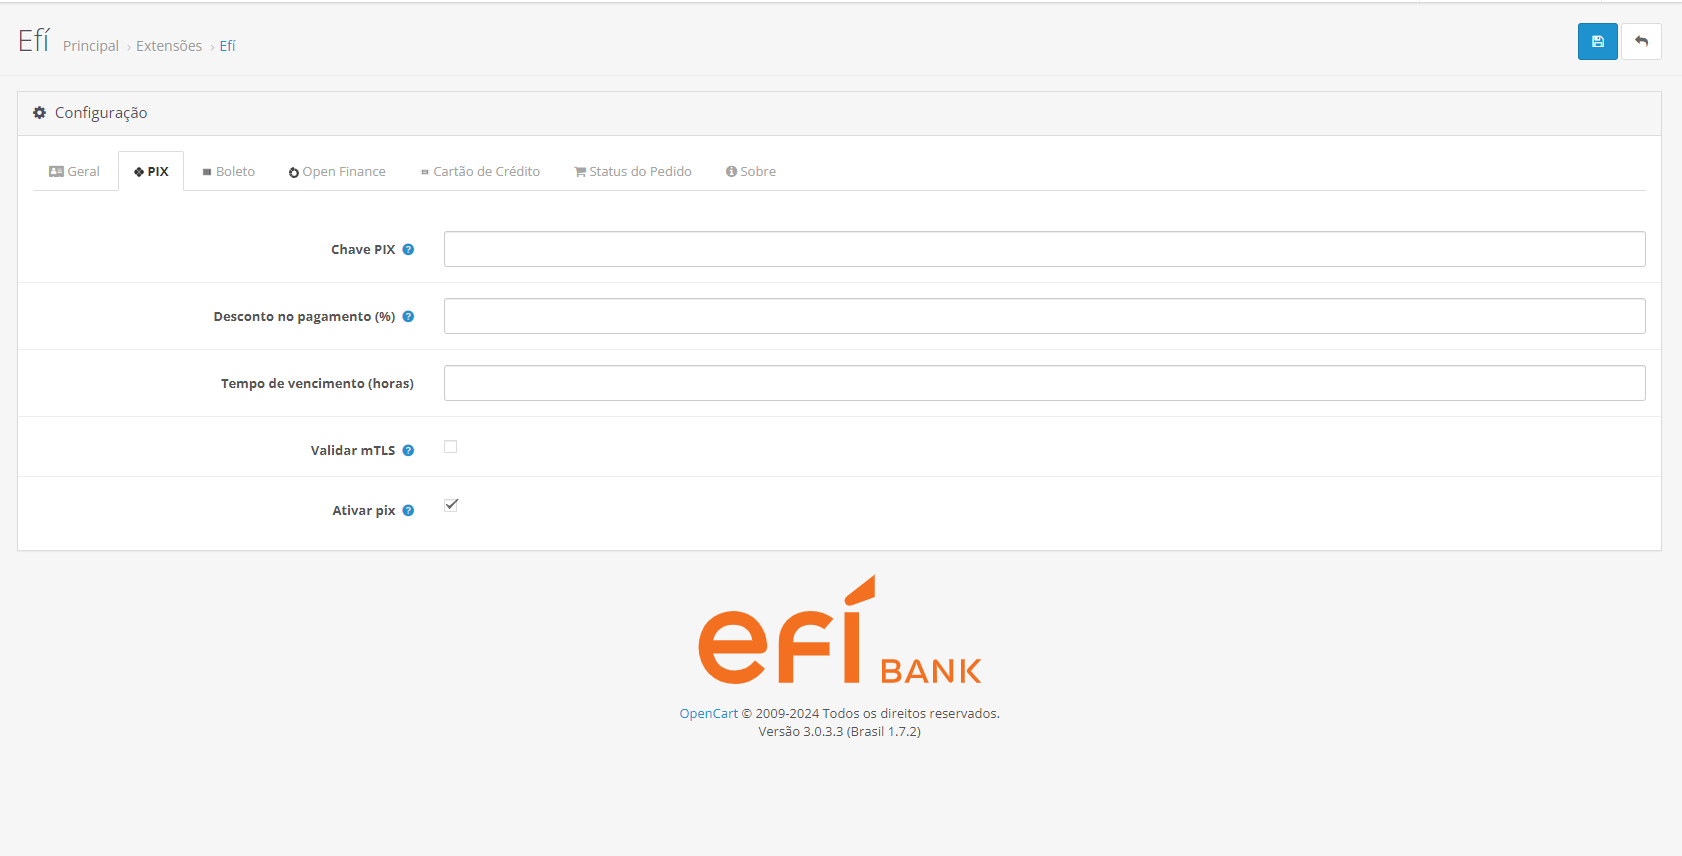 Efí Principal › Extensões › Efí
Configuração
Geral PIX Boleto Open Finance Cartão de Crédito Status do Pedido Sobre
Chave PIX ?
Desconto no pagamento (%) ?
Tempo de vencimento (horas)
Validar mTLS ?
Ativar pix ?
efí BANK
OpenCart © 2009-2024 Todos os direitos reservados.
Versão 3.0.3.3 (Brasil 1.7.2)